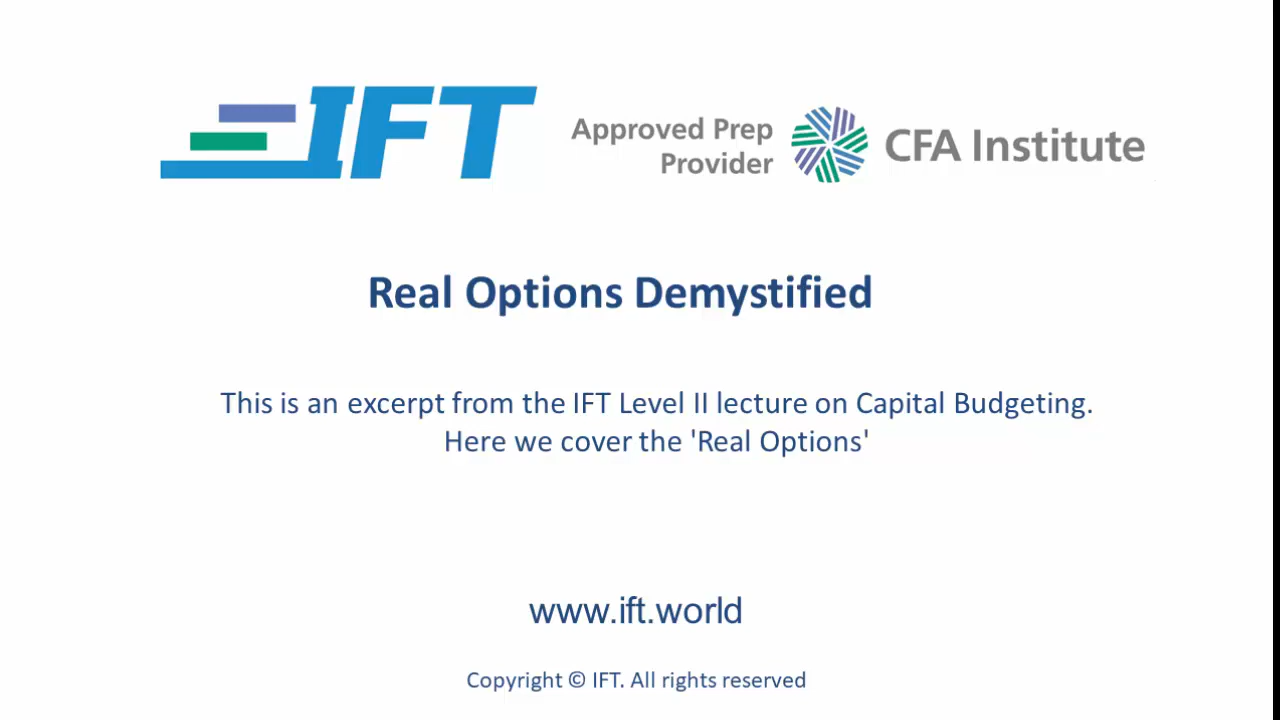 IFT
Approved Prep
Provider
CFA Institute
Real Options Demystified
This is an excerpt from the IFT Level II lecture on Capital Budgeting.
Here we cover the 'Real Options'
www.ift.world
Copyright © IFT. All rights reserved